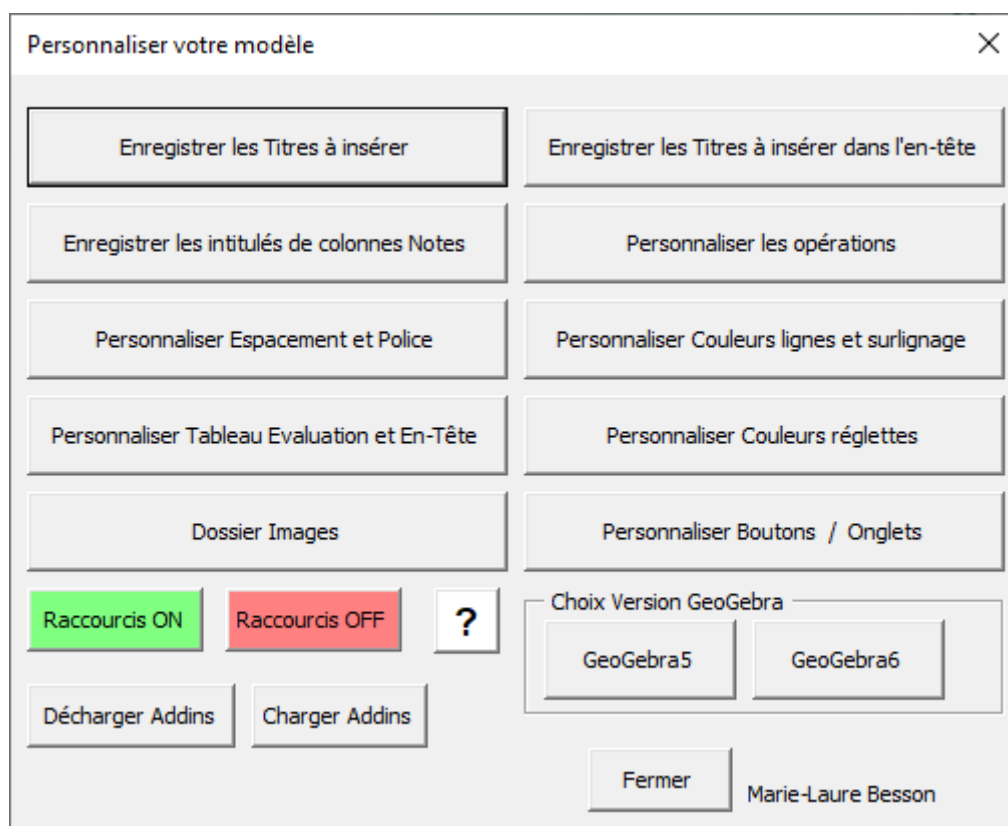 Personnaliser votre modèle
Enregistrer les Titres à insérer
Enregistrer les Titres à insérer dans l'en-tête
Enregistrer les intitulés de colonnes Notes
Personnaliser les opérations
Personnaliser Espacement et Police
Personnaliser Couleurs lignes et surlignage
Personnaliser Tableau Evaluation et En-Tête
Personnaliser Couleurs réglettes
Dossier Images
Personnaliser Boutons / Onglets
Raccourcis ON
Raccourcis OFF
?
Choix Version GeoGebra
GeoGebra5
GeoGebra6
Décharger Addins
Charger Addins
Fermer
Marie-Laure Besson